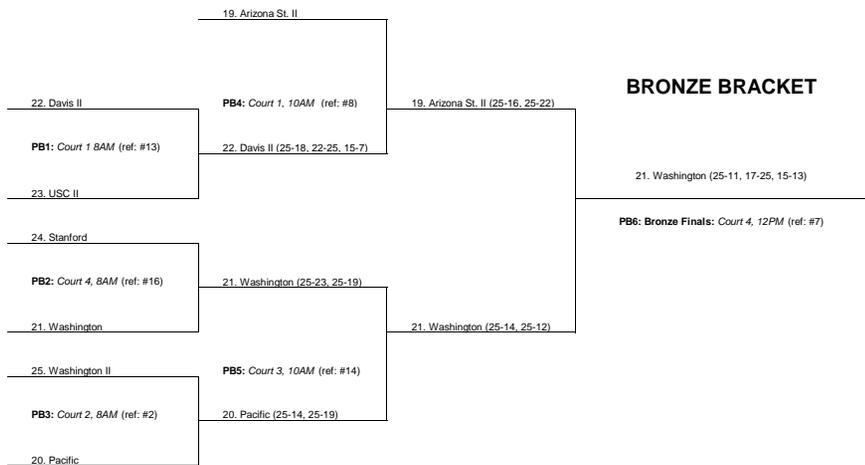 19. Arizona St. II
BRONZE BRACKET
22. Davis II
PB4: Court 1, 10AM (ref: #8)
19. Arizona St. II (25-16, 25-22)
PB1: Court 1 8AM (ref: #13)
22. Davis II (25-18, 22-25, 15-7)
21. Washington (25-11, 17-25, 15-13)
23. USC II
PB6: Bronze Finals: Court 4, 12PM (ref: #7)
24. Stanford
PB2: Court 4, 8AM (ref: #16)
21. Washington (25-23, 25-19)
21. Washington
21. Washington (25-14, 25-12)
25. Washington II
PB5: Court 3, 10AM (ref: #14)
PB3: Court 2, 8AM (ref: #2)
20. Pacific (25-14, 25-19)
20. Pacific